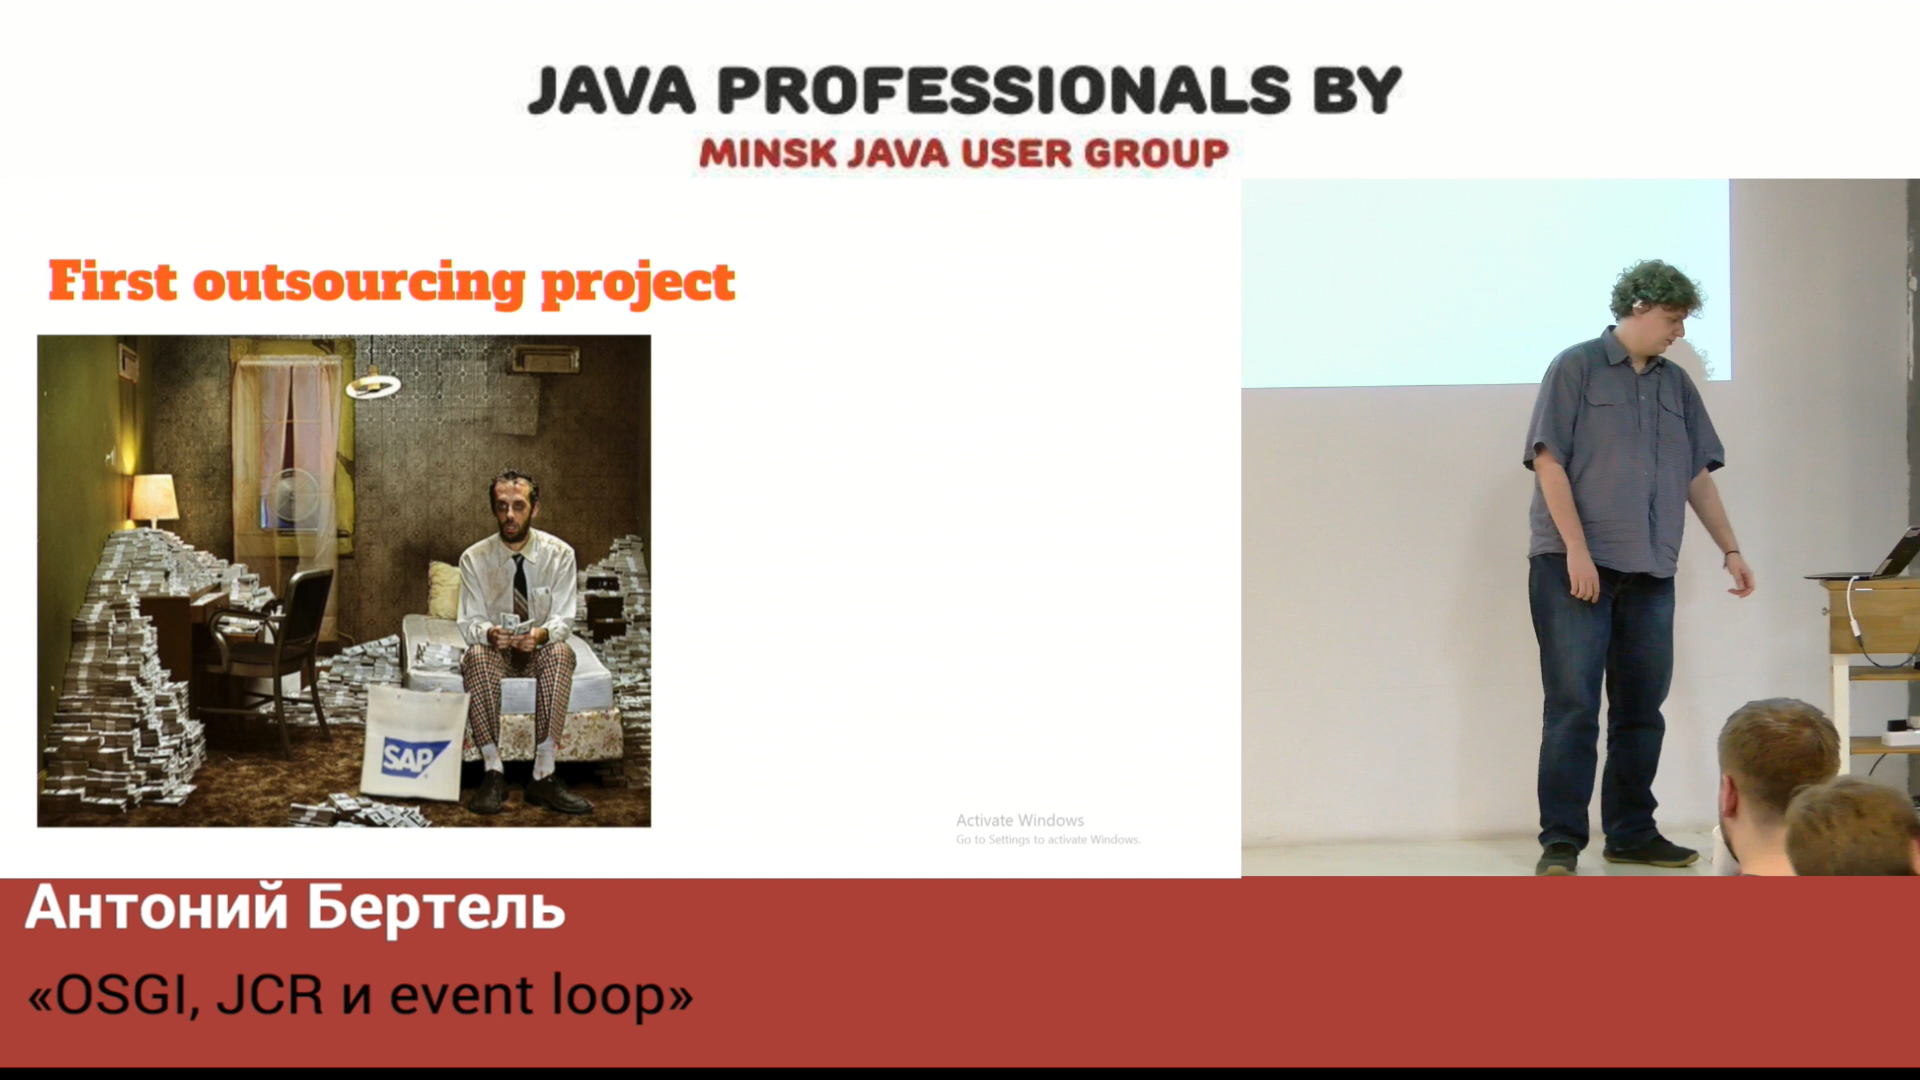 JAVA PROFESSIONALS BY
MINSK JAVA USER GROUP
First outsourcing project
SAP
Activate Windows
Go to Settings to activate Windows.
Антоний Бертель
«OSGI, JCR и event loop»